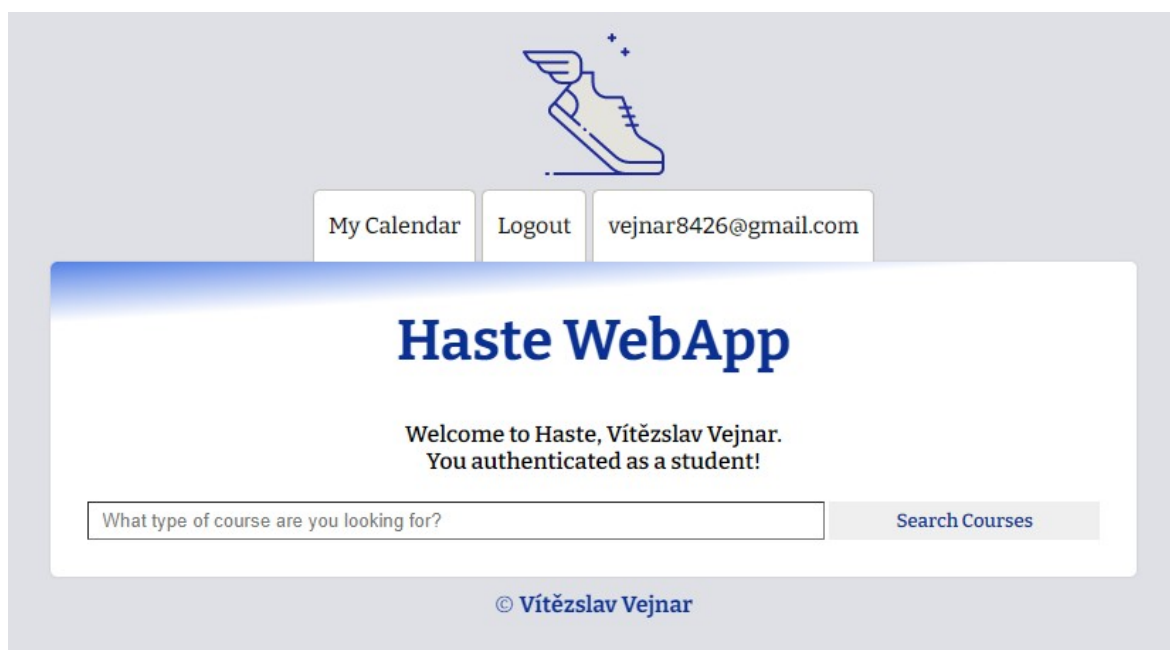 My Calendar
Logout
vejnar8426@gmail.com
Haste WebApp
Welcome to Haste, Vítězslav Vejnar.
You authenticated as a student!
What type of course are you looking for?
Search Courses
© Vítězslav Vejnar